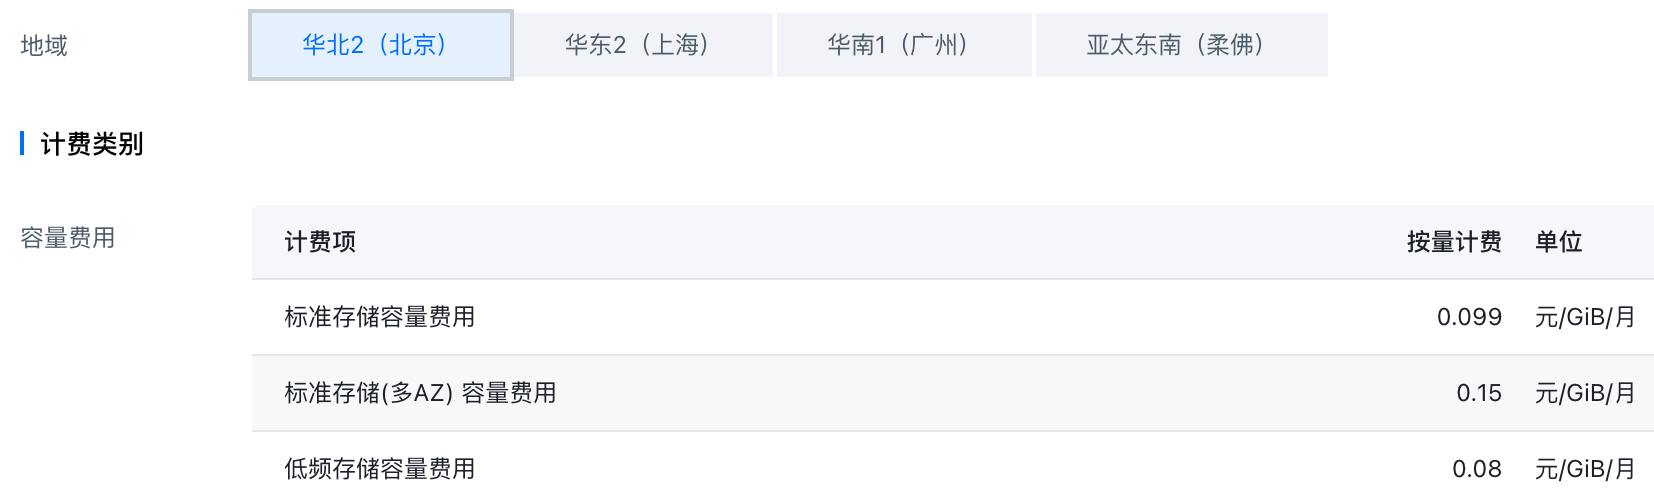 地域 华北2（北京） 华东2（上海） 华南1（广州） 亚太东南（柔佛）
计费类别
容量费用
计费项 按量计费 单位
标准存储容量费用 0.099 元/GiB/月
标准存储(多AZ) 容量费用 0.15 元/GiB/月
低频存储容量费用 0.08 元/GiB/月